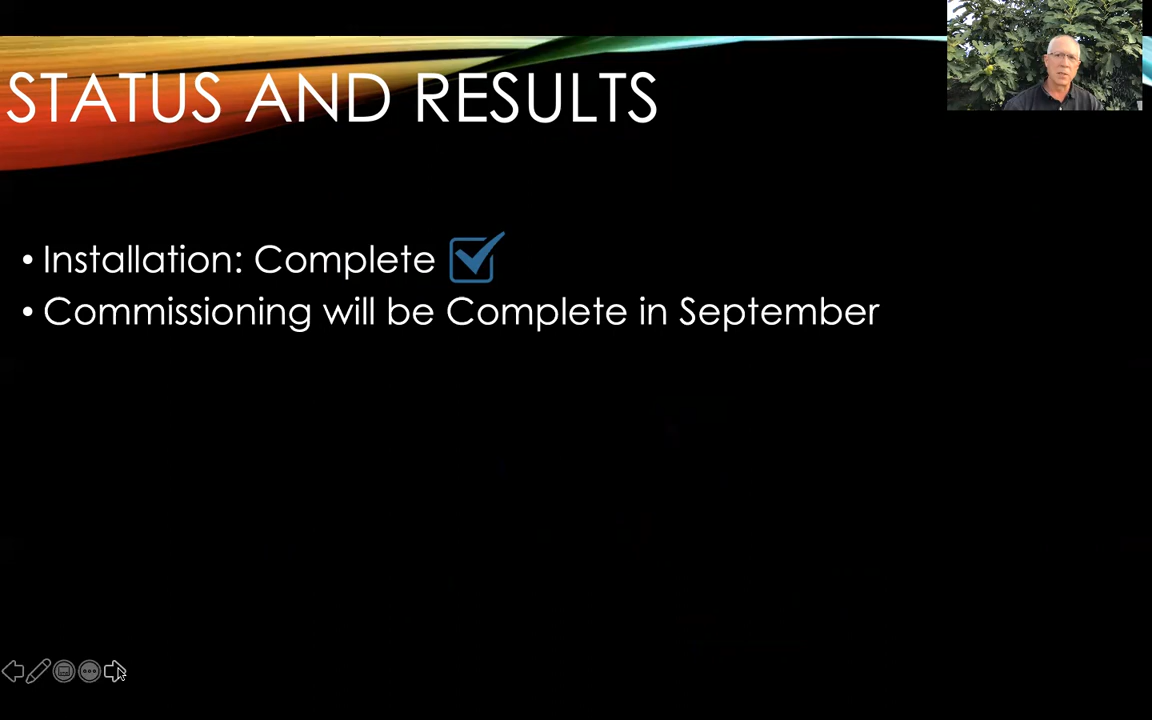 STATUS AND RESULTS
• Installation: Complete
• Commissioning will be Complete in September